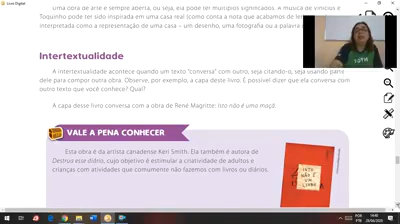 Livro Digital
uma obra de arte é sempre aberta, ou seja, ela pode ter múltiplos significados. A música de Vinicius e
Toquinho pode ter sido inspirada em uma casa real (como conta a nota que acabamos de
interpretada como a representação de uma casa – um desenho, uma fotografia ou a palavra
Intertextualidade
A intertextualidade acontece quando um texto "conversa" com outro, seja citando-o, seja usando parte
dele para compor outra obra. Observe, por exemplo, a capa deste livro. É possível dizer que ela conversa com
outro texto que você conhece? Qual?
A capa desse livro conversa com a obra de René Magritte: Isto não é uma maçã.
VALE A PENA CONHECER
Esta obra é da artista canadense Keri Smith. Ela também é autora de
Destrua esse diário, cujo objetivo é estimular a criatividade de adultos e
crianças com atividades que comumente não fazemos com livros ou diários.
ISTO
NÃO É
UM
LIVRO